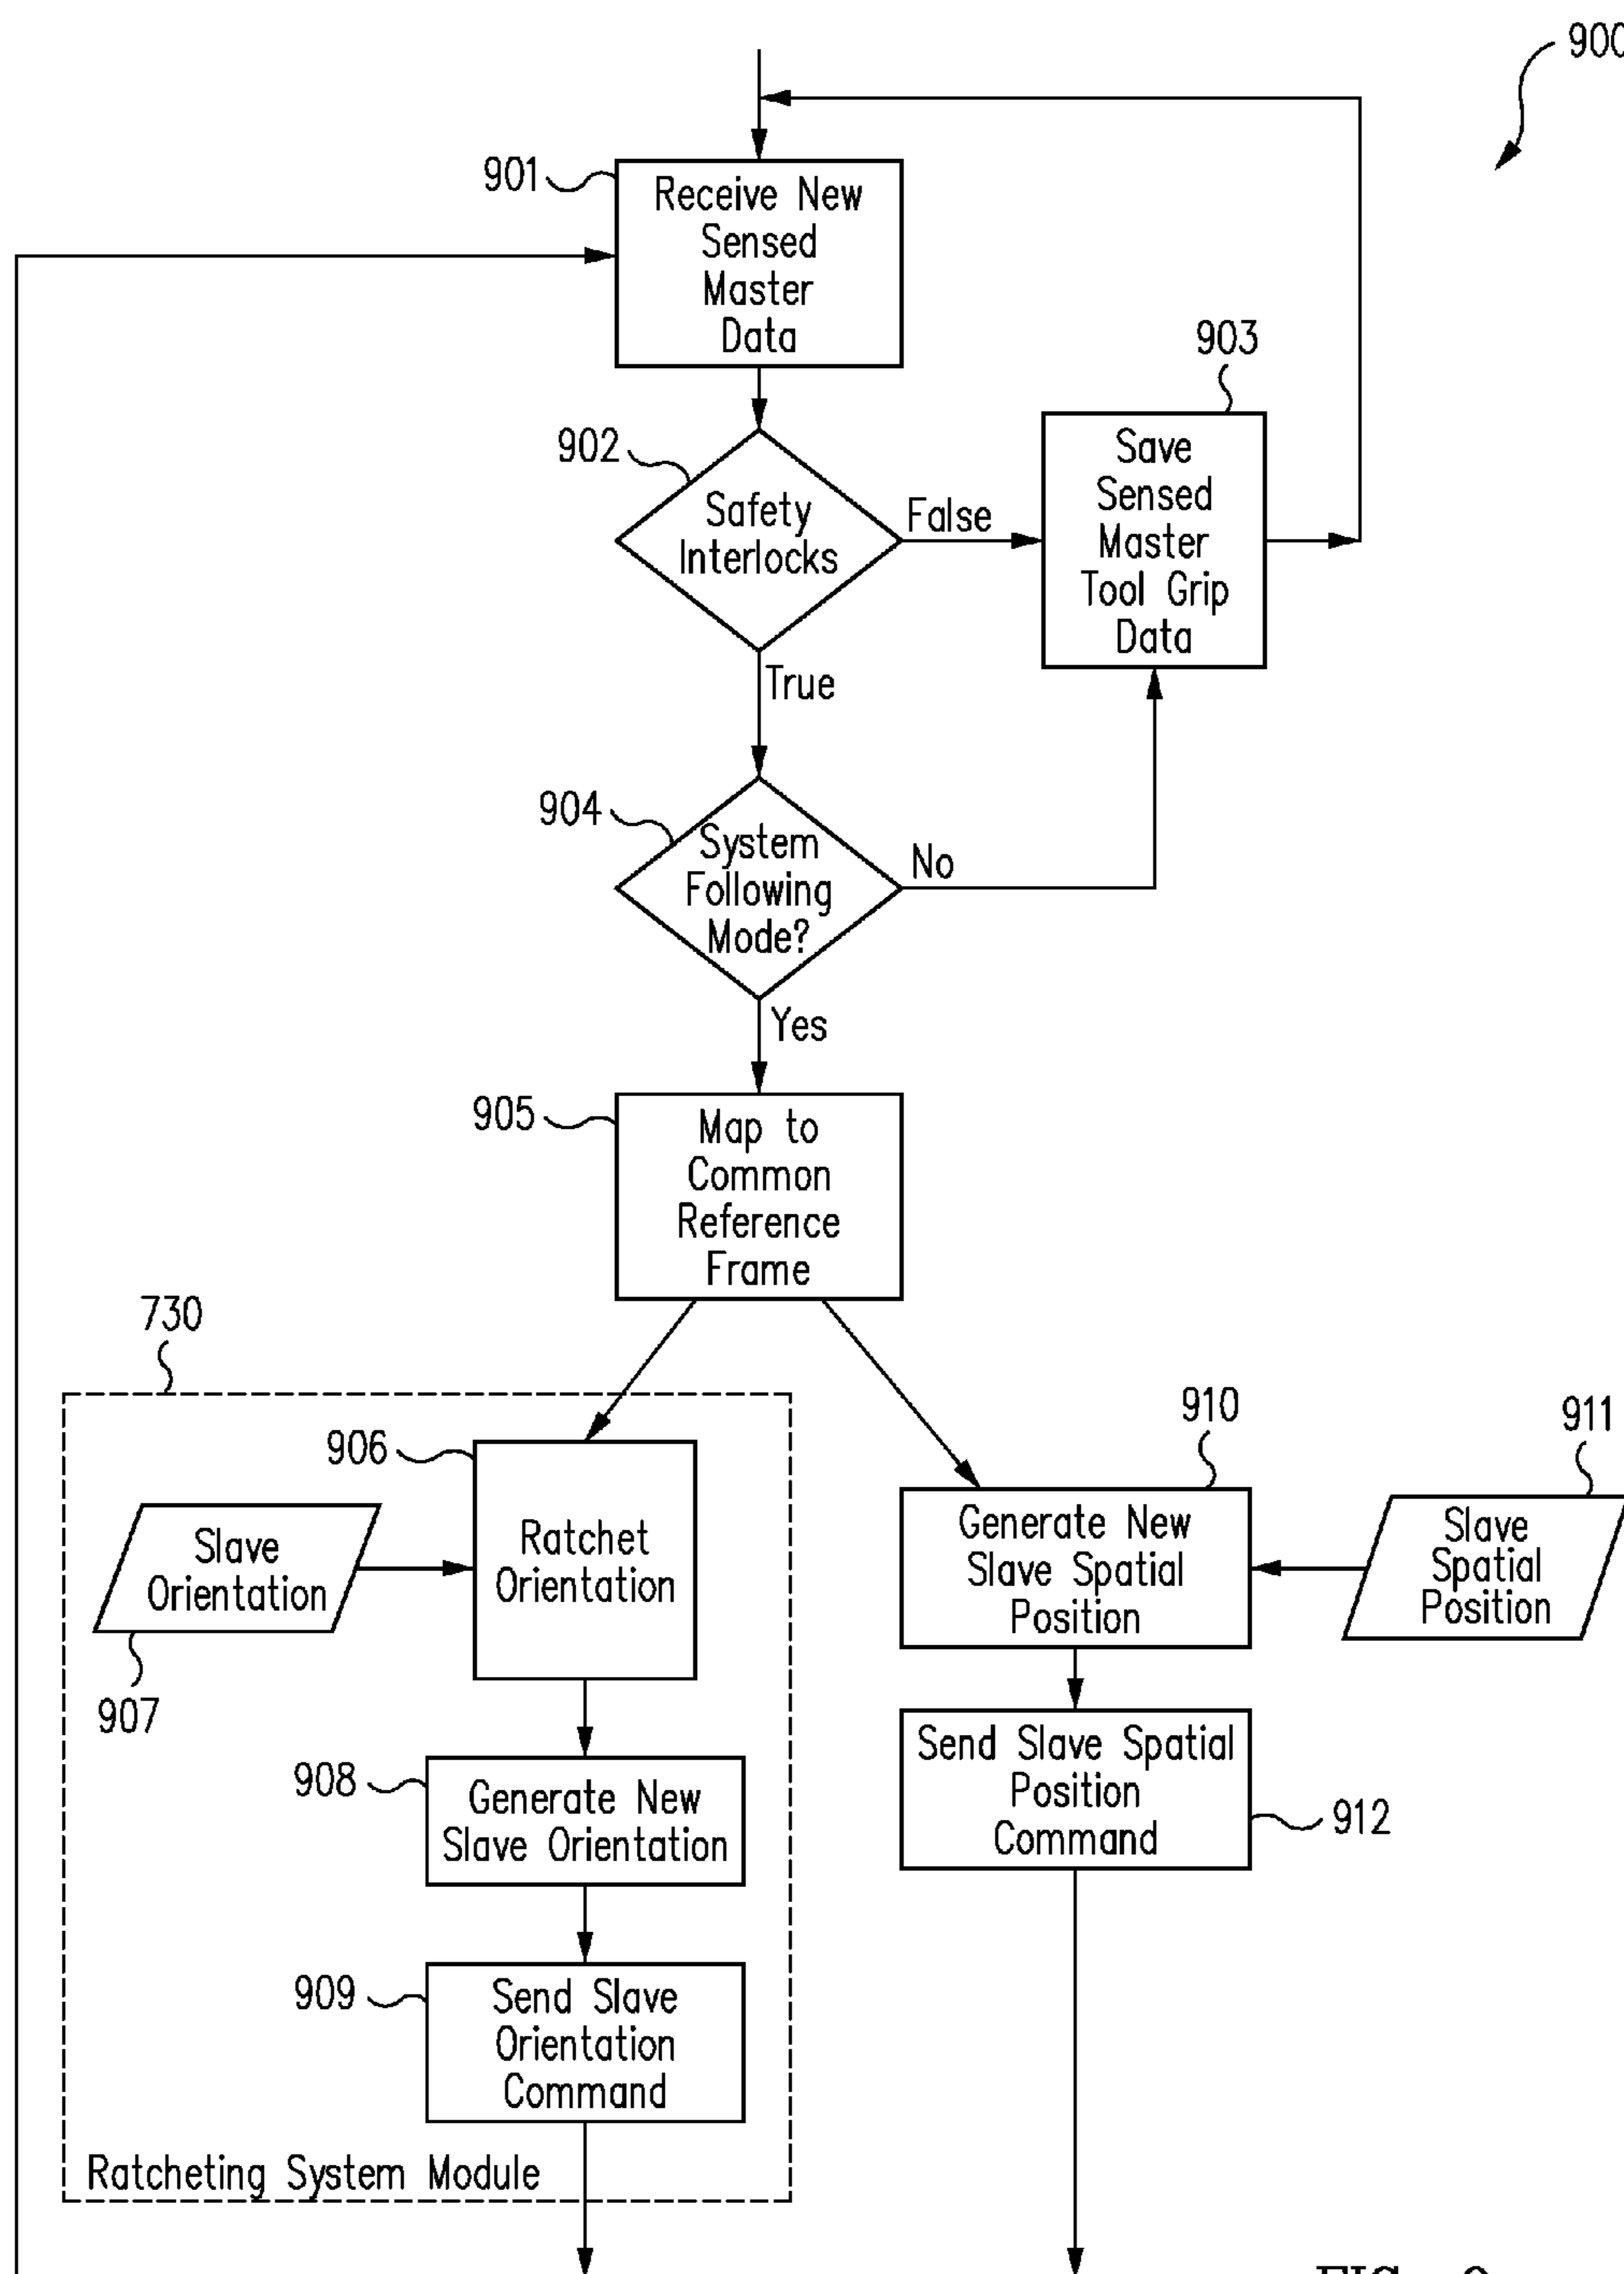 900
901
Receive New
Sensed
Master
Data
903
902
Safety
Interlocks
False
Save
Sensed
Master
Tool Grip
Data
True
904
System
Following
Mode?
No
Yes
905
Map to
Common
Reference
Frame
730
906
Ratchet
Orientation
Slave
Orientation
907
910
911
Generate New
Slave Spatial
Position
Slave
Spatial
Position
908
Generate New
Slave Orientation
Send Slave Spatial
Position
Command
912
909
Send Slave
Orientation
Command
Ratcheting System Module